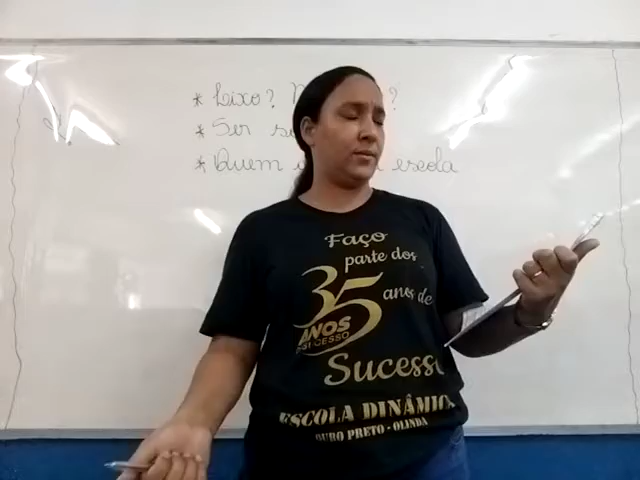 * Lixo? ?
* Ser
* Quem escola
Faço
parte dos
35
anos de
ANOS
Sucesso
ESCOLA DINÂMICA
OURO PRETO - OLINDA